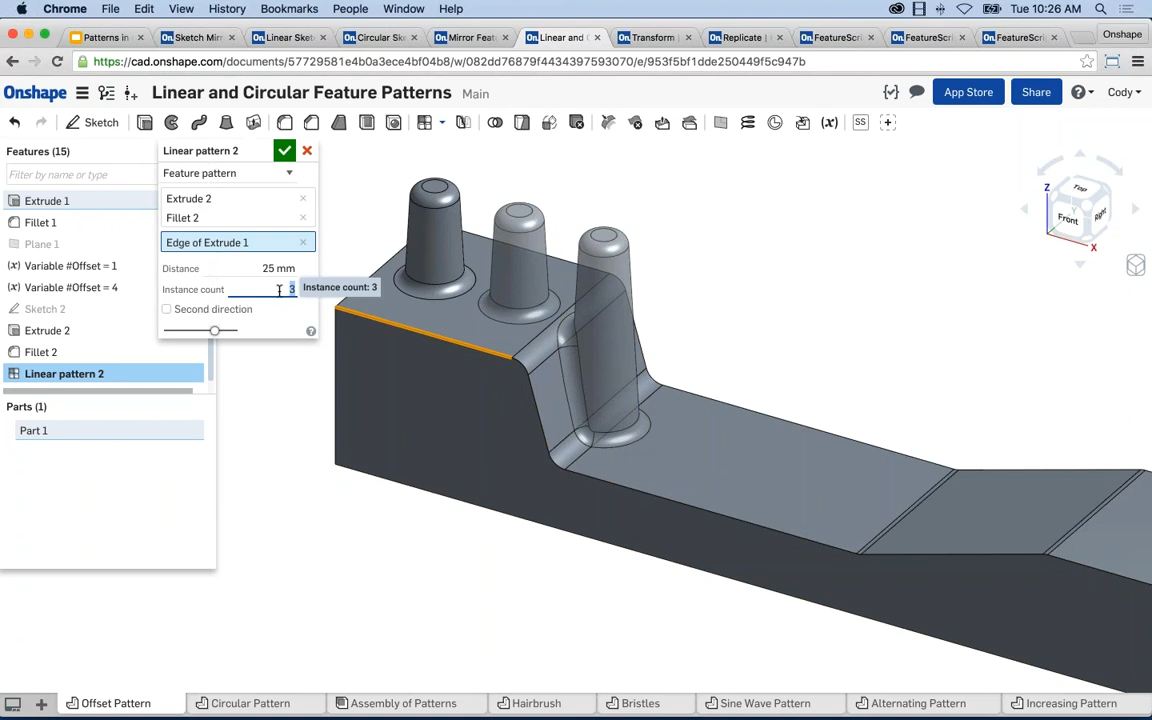 Chrome File Edit View History Bookmarks People Window Help Tue 10:26 AM
Patterns in Sketch Mirr Linear Sket Circular Ske Mirror Featu Linear and C Transform | Replicate | FeatureScri FeatureScri FeatureScri Onshape
https://cad.onshape.com/documents/57729581e4b0a3ece4bf04b8/w/082dd76879f4434397593070/e/953f5bf1dde250449f5c947b
Onshape Linear and Circular Feature Patterns Main App Store Share Cody
Sketch (x) SS
Features (15)
Filter by name or type
Extrude 1
Fillet 1
Plane 1
(x) Variable #Offset = 1
(x) Variable #Offset = 4
Sketch 2
Extrude 2
Fillet 2
Linear pattern 2
Parts (1)
Part 1
Linear pattern 2
Feature pattern
Extrude 2
Fillet 2
Edge of Extrude 1
Distance 25 mm
Instance count 3
Instance count: 3
Second direction
Top
Front
Right
Z
X
Offset Pattern Circular Pattern Assembly of Patterns Hairbrush Bristles Sine Wave Pattern Alternating Pattern Increasing Pattern